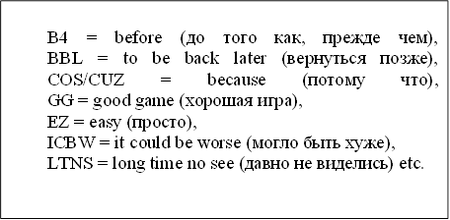 B4 = before (до того как, прежде чем),
BBL = to be back later (вернуться позже),
COS/CUZ = because (потому что),
GG = good game (хорошая игра),
EZ = easy (просто),
ICBW = it could be worse (могло быть хуже),
LTNS = long time no see (давно не виделись) etc.